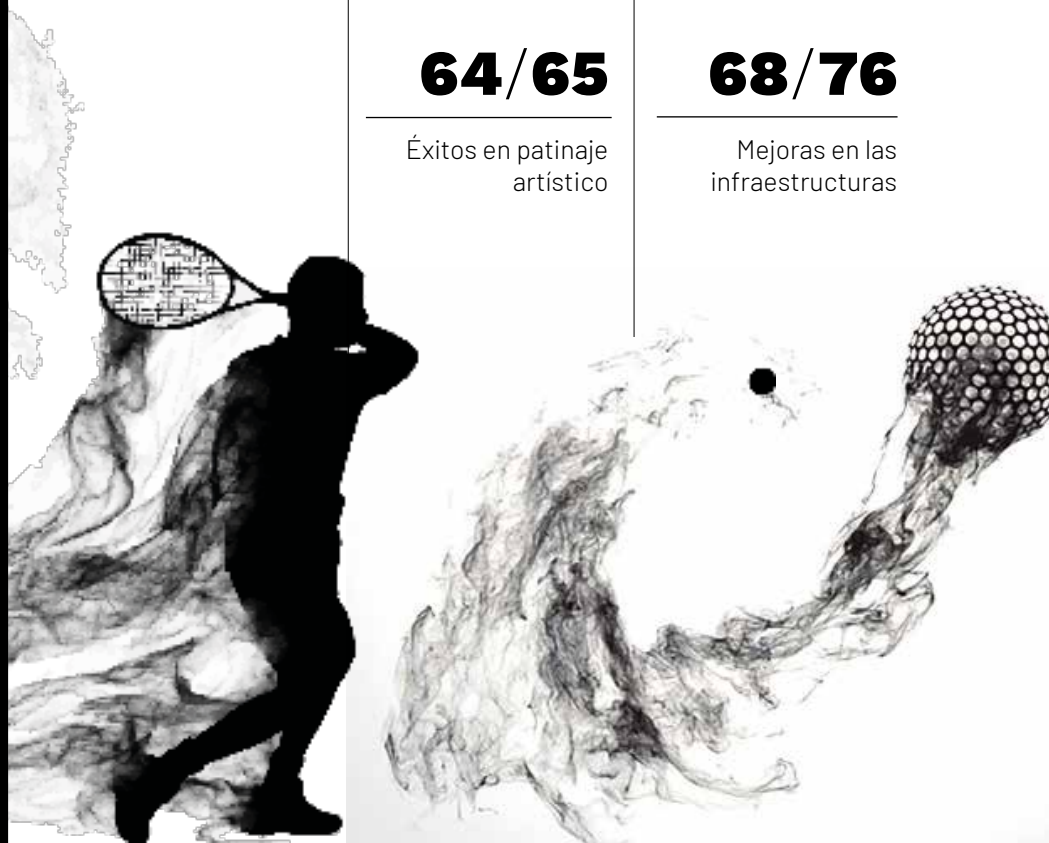 64/65
Éxitos en patinaje
artístico
68/76
Mejoras en las
infraestructuras